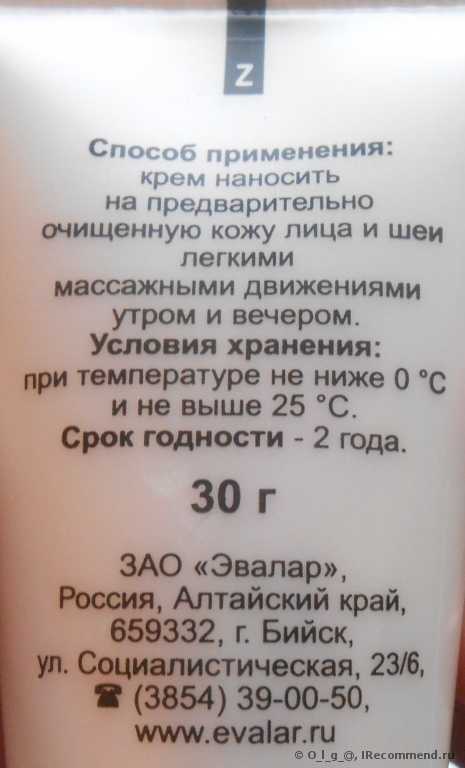 Z
Способ применения:
крем наносить
на предварительно
очищенную кожу лица и шеи
легкими
массажными движениями
утром и вечером.
Условия хранения:
при температуре не ниже 0 °С
и не выше 25 °С.
Срок годности - 2 года.
30 г
ЗАО «Эвалар»,
Россия, Алтайский край,
659332, г. Бийск,
ул. Социалистическая, 23/6,
☎ (3854) 39-00-50,
www.evalar.ru
© O_l_g_@, IRecommend.ru